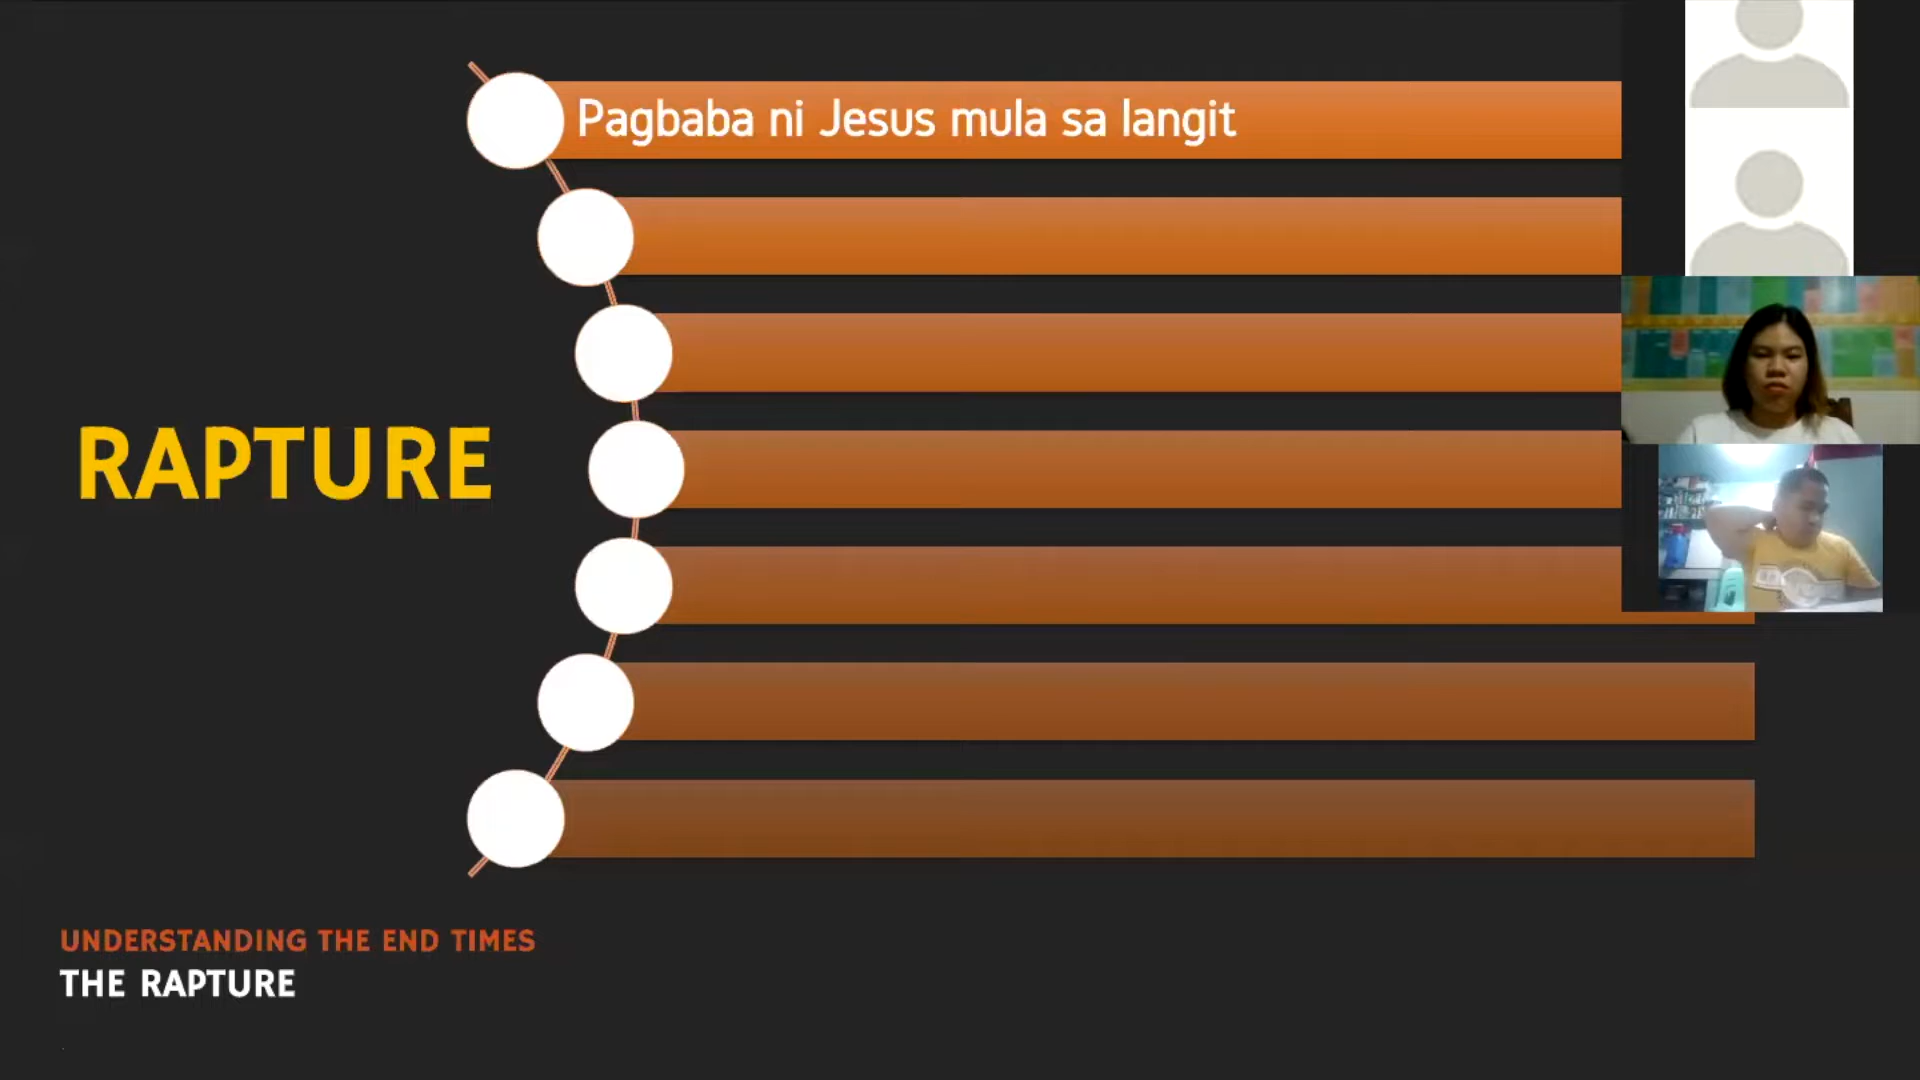 Pagbaba ni Jesus mula sa langit
RAPTURE
UNDERSTANDING THE END TIMES
THE RAPTURE